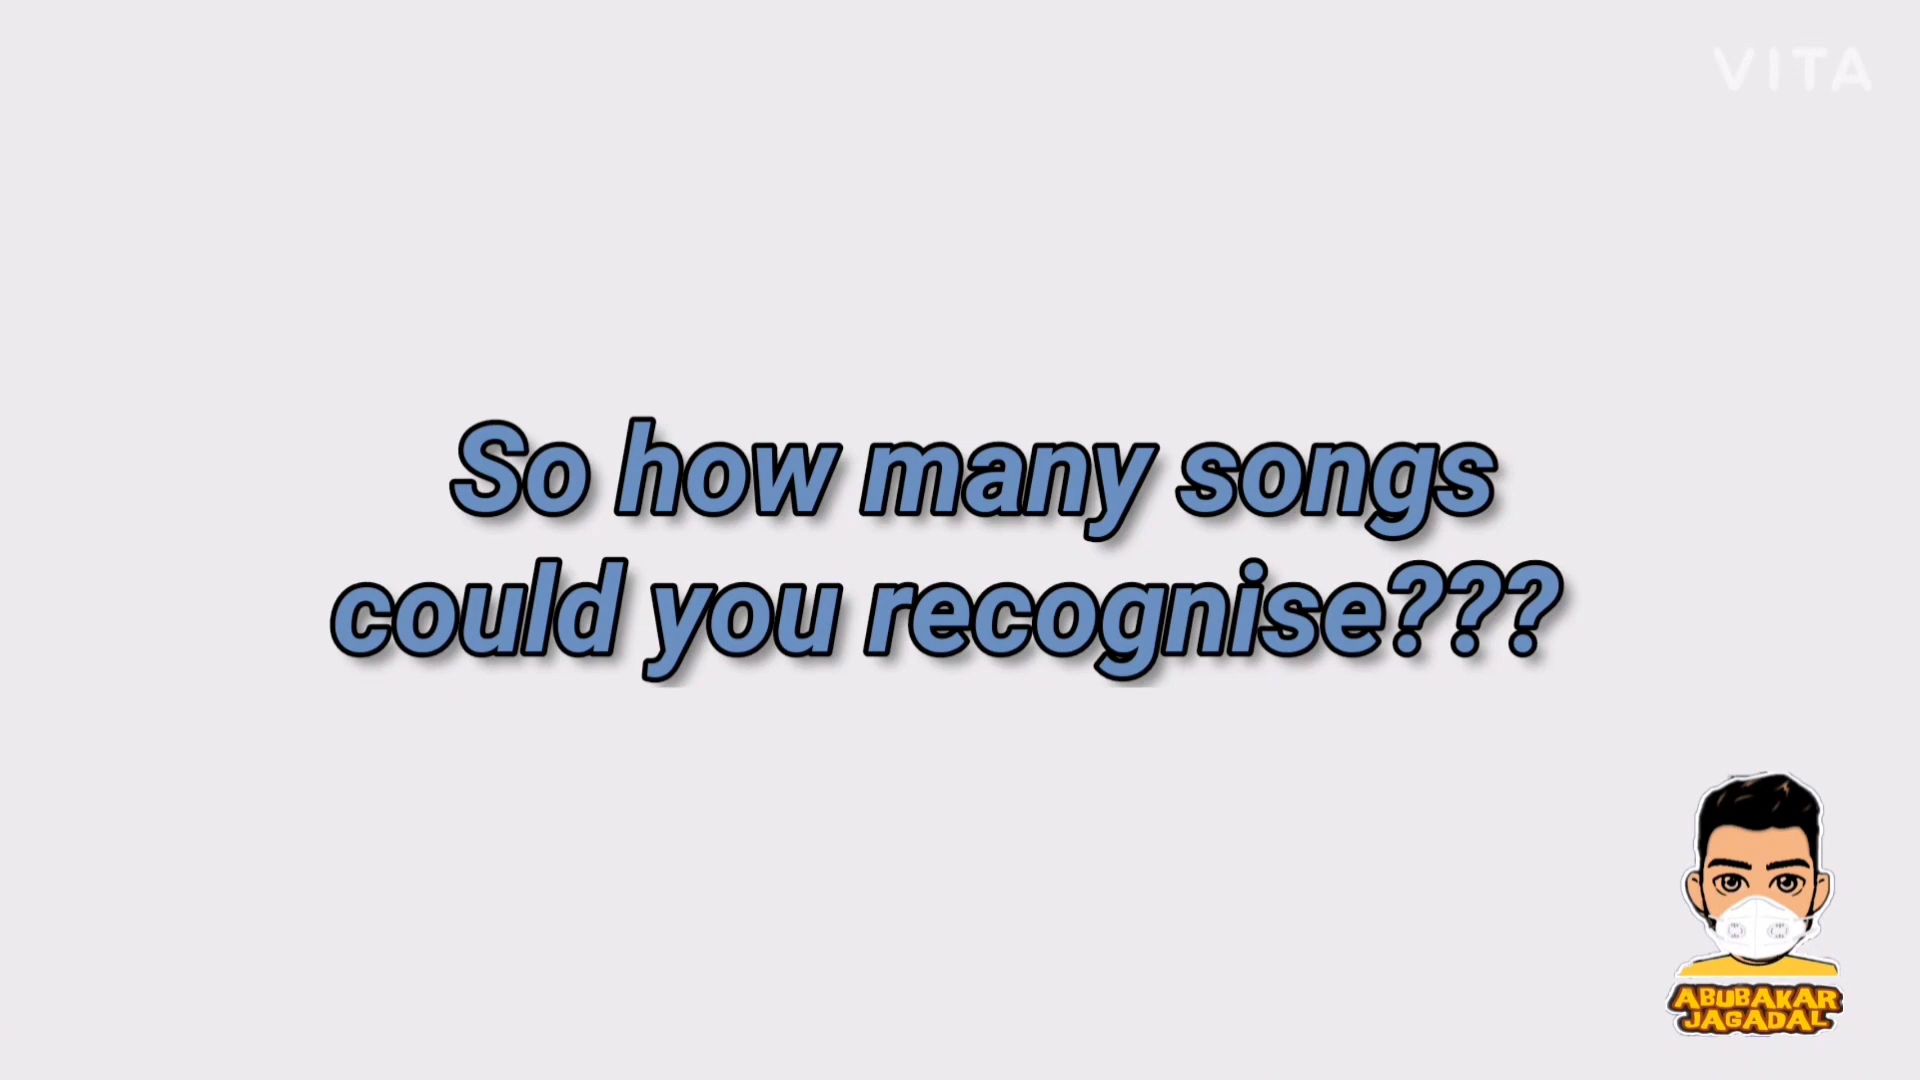 VITA
So how many songs
could you recognise???
ABUBAKAR
JAGADAL